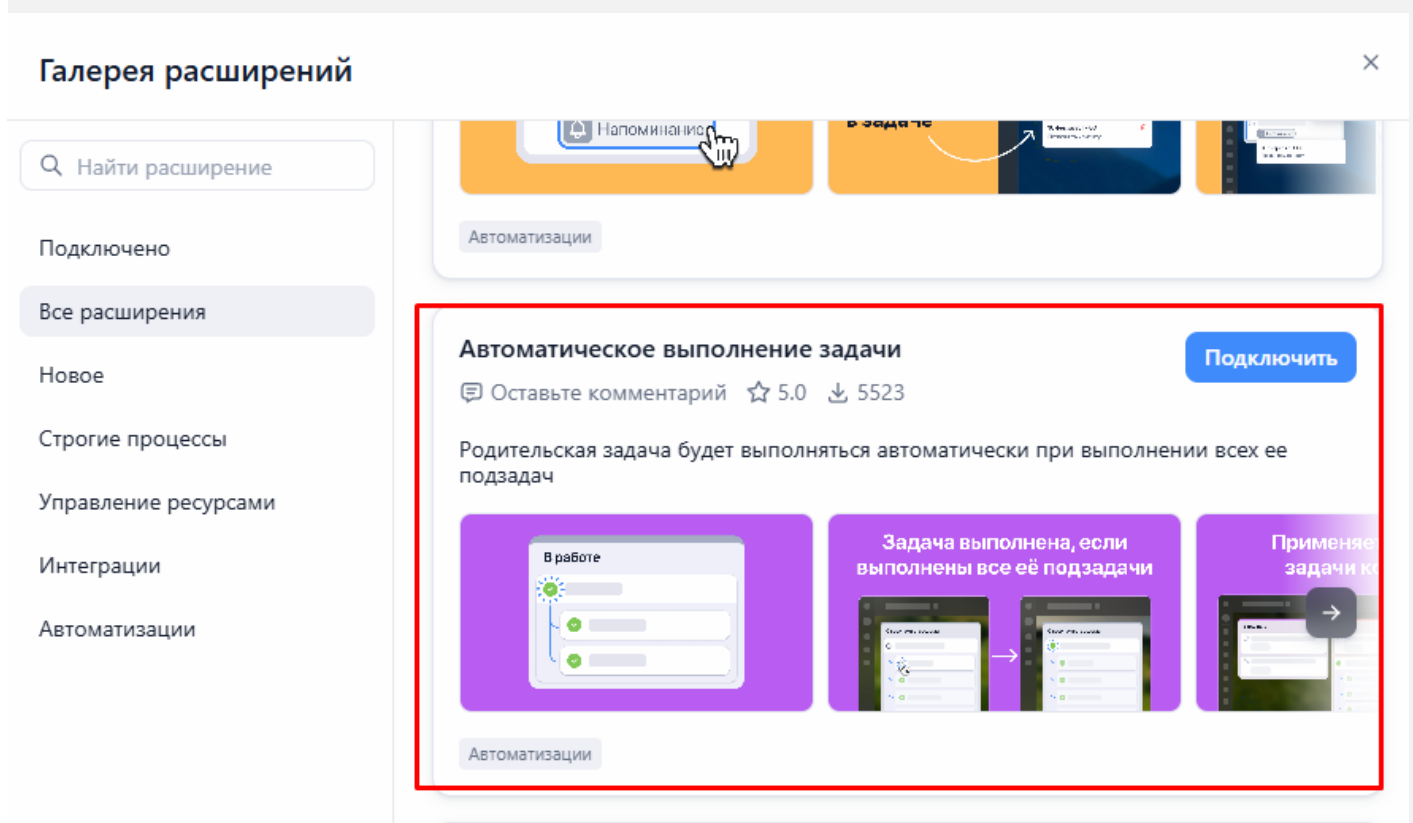 Галерея расширений
Найти расширение
Подключено
Все расширения
Новое
Строгие процессы
Управление ресурсами
Интеграции
Автоматизации
Напоминание
в задаче
Автоматизации
Автоматическое выполнение задачи
Подключить
Оставьте комментарий 5.0 5523
Родительская задача будет выполняться автоматически при выполнении всех ее
подзадач
В работе
Задача выполнена, если
выполнены все её подзадачи
Применяе
задачи к
Автоматизации